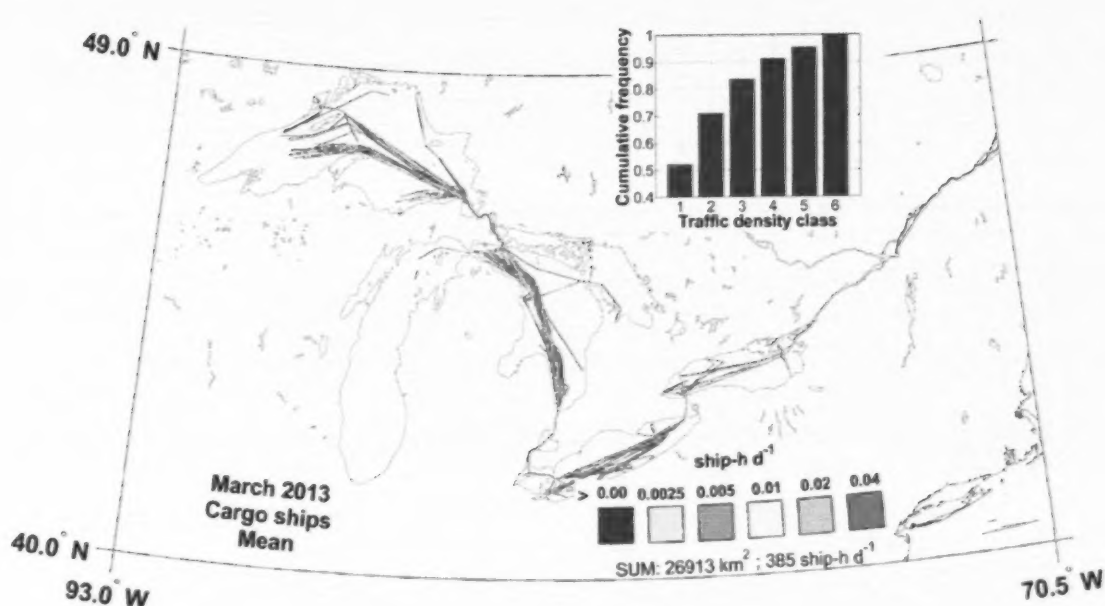 49.0° N
Cumulative frequency
1
0.9
0.8
0.7
0.6
0.5
0.4
1 2 3 4 5 6
Traffic density class
March 2013
Cargo ships
Mean
ship-h d⁻¹
> 0.00 0.0025 0.005 0.01 0.02 0.04
SUM: 26913 km² ; 385 ship-h d⁻¹
40.0° N
93.0° W
70.5° W